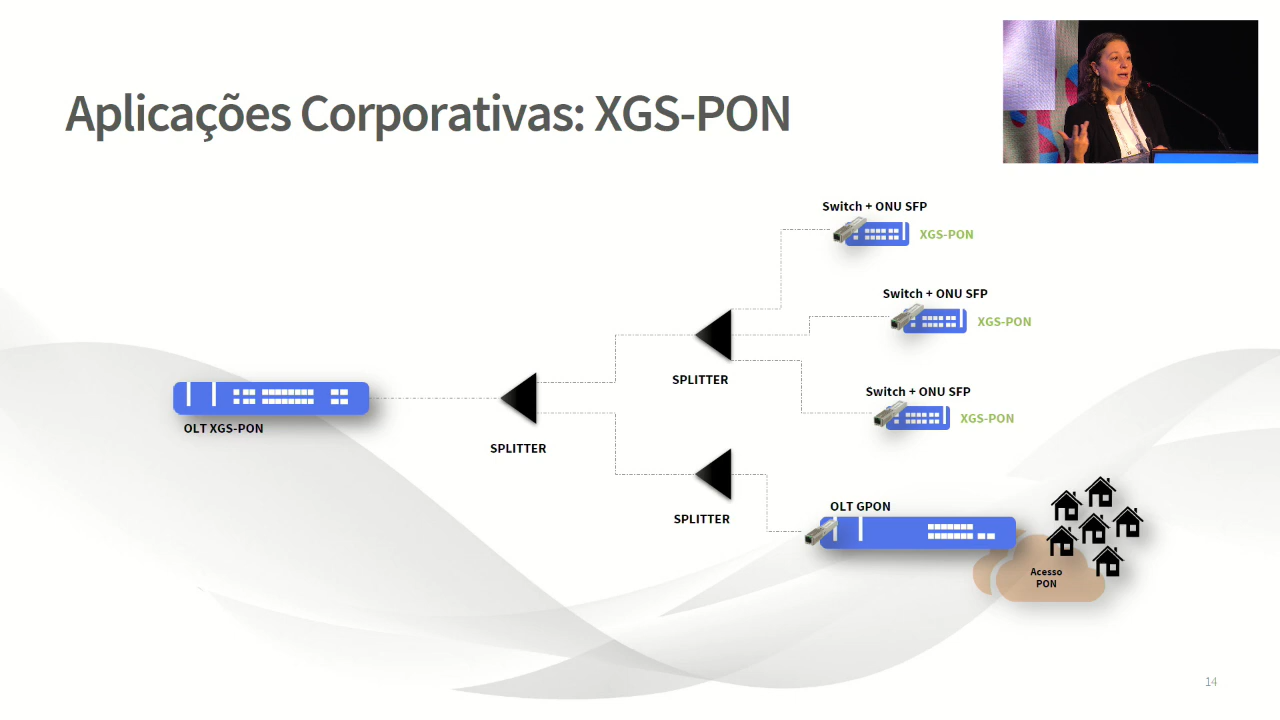 Aplicações Corporativas: XGS-PON
Switch + ONU SFP
XGS-PON
Switch + ONU SFP
XGS-PON
SPLITTER
Switch + ONU SFP
XGS-PON
OLT XGS-PON
SPLITTER
OLT GPON
SPLITTER
Acesso
PON
14